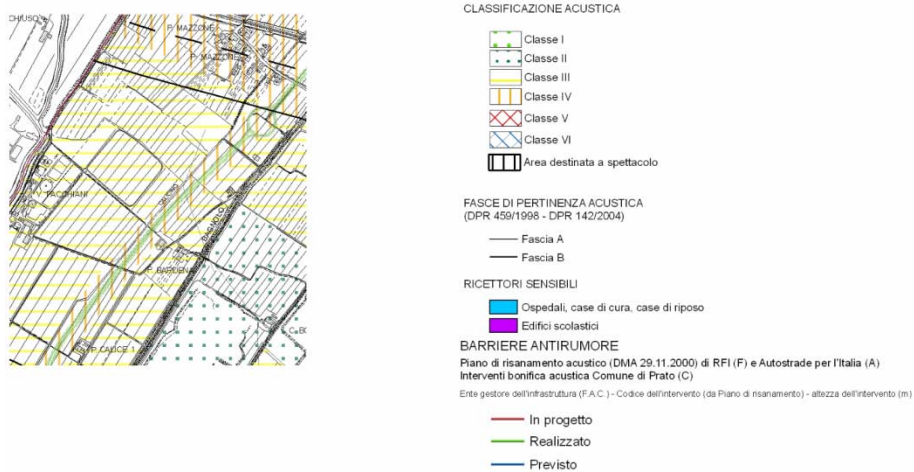 CHIUSO
P. MAZZONE
P. MAZZONE
V. PACCHIANI
BAGNOLO
P. BARDENA
P. CALICE 1
CLASSIFICAZIONE ACUSTICA
Classe I
Classe II
Classe III
Classe IV
Classe V
Classe VI
Area destinata a spettacolo
FASCE DI PERTINENZA ACUSTICA
(DPR 459/1998 - DPR 142/2004)
Fascia A
Fascia B
RICETTORI SENSIBILI
Ospedali, case di cura, case di riposo
Edifici scolastici
BARRIERE ANTIRUMORE
Piano di risanamento acustico (DMA 29.11.2000) di RFI (F) e Autostrade per l'Italia (A)
Interventi bonifica acustica Comune di Prato (C)
Ente gestore dell'infrastruttura (F.A.C.) - Codice dell'intervento (da Piano di risanamento) - altezza dell'intervento (m)
In progetto
Realizzato
Previsto